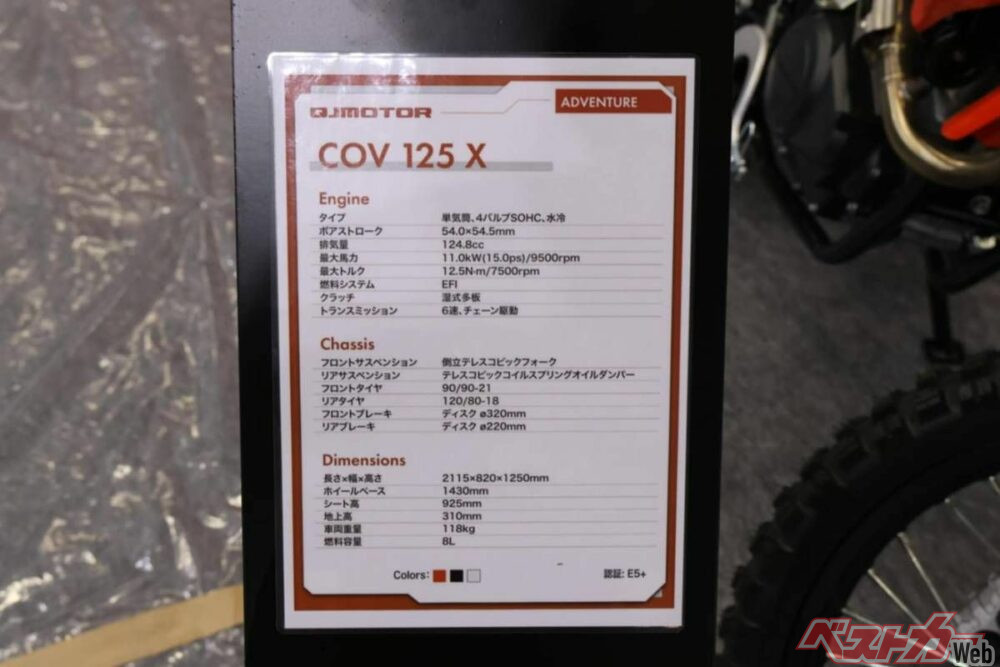 QJMOTOR
ADVENTURE
COV 125 X
Engine
タイプ 単気筒、4バルブSOHC、水冷
ボアストローク 54.0×54.5mm
排気量 124.8cc
最大馬力 11.0kW(15.0ps)/9500rpm
最大トルク 12.5N·m/7500rpm
燃料システム EFI
クラッチ 湿式多板
トランスミッション 6速、チェーン駆動
Chassis
フロントサスペンション 倒立テレスコピックフォーク
リアサスペンション テレスコピックコイルスプリングオイルダンパー
フロントタイヤ 90/90-21
リアタイヤ 120/80-18
フロントブレーキ ディスク ø320mm
リアブレーキ ディスク ø220mm
Dimensions
長さ×幅×高さ 2115×820×1250mm
ホイールベース 1430mm
シート高 925mm
地上高 310mm
車両重量 118kg
燃料容量 8L
Colors:
認証: E5+
ベストカー Web